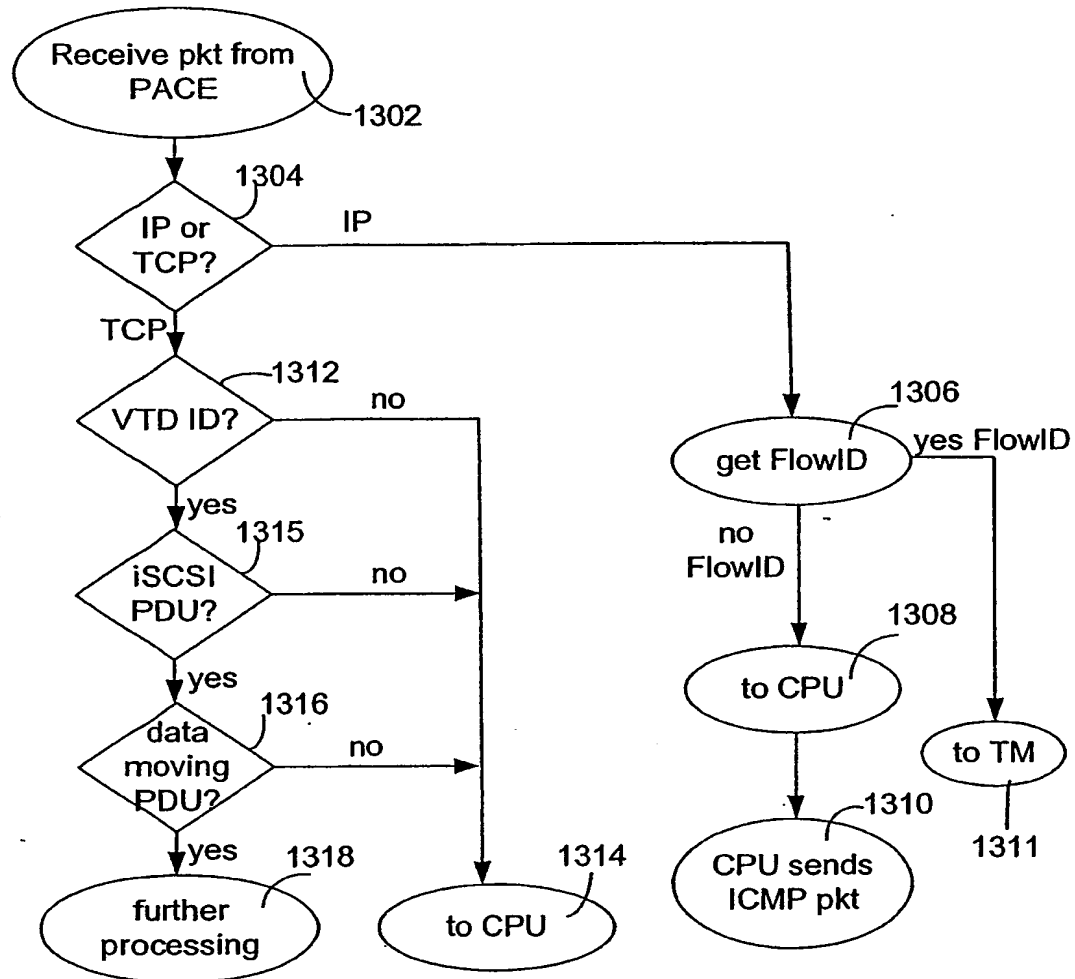 Receive pkt from
PACE
1302
1304
IP or
TCP?
IP
TCP
1312
VTD ID?
no
1306
get FlowID
yes FlowID
yes
1315
iSCSI
PDU?
no
no
FlowID
1308
to CPU
yes
1316
data
moving
PDU?
no
to TM
1311
1310
CPU sends
ICMP pkt
yes
1318
further
processing
1314
to CPU